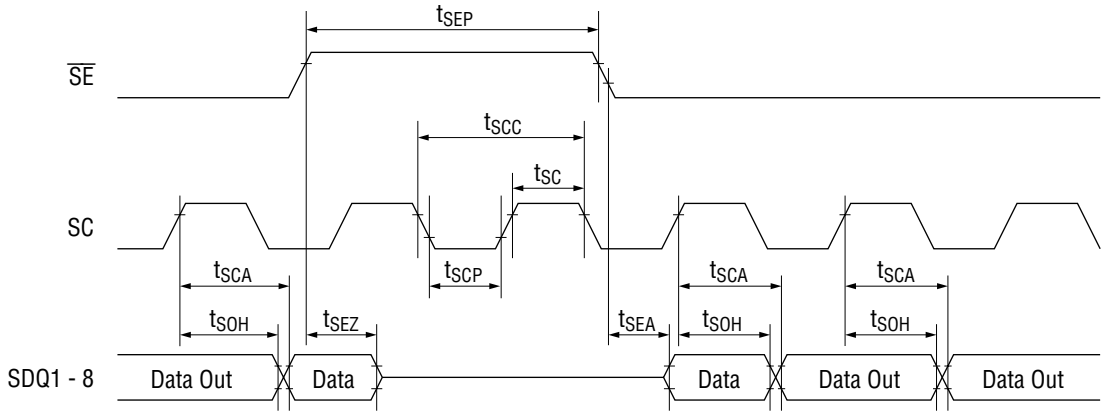 tSEP
SE
tSCC
tSC
SC
tSCA tSCP tSCA tSCA
tSOH tSEZ tSEA tSOH tSOH
SDQ1 - 8 Data Out Data Data Data Out Data Out